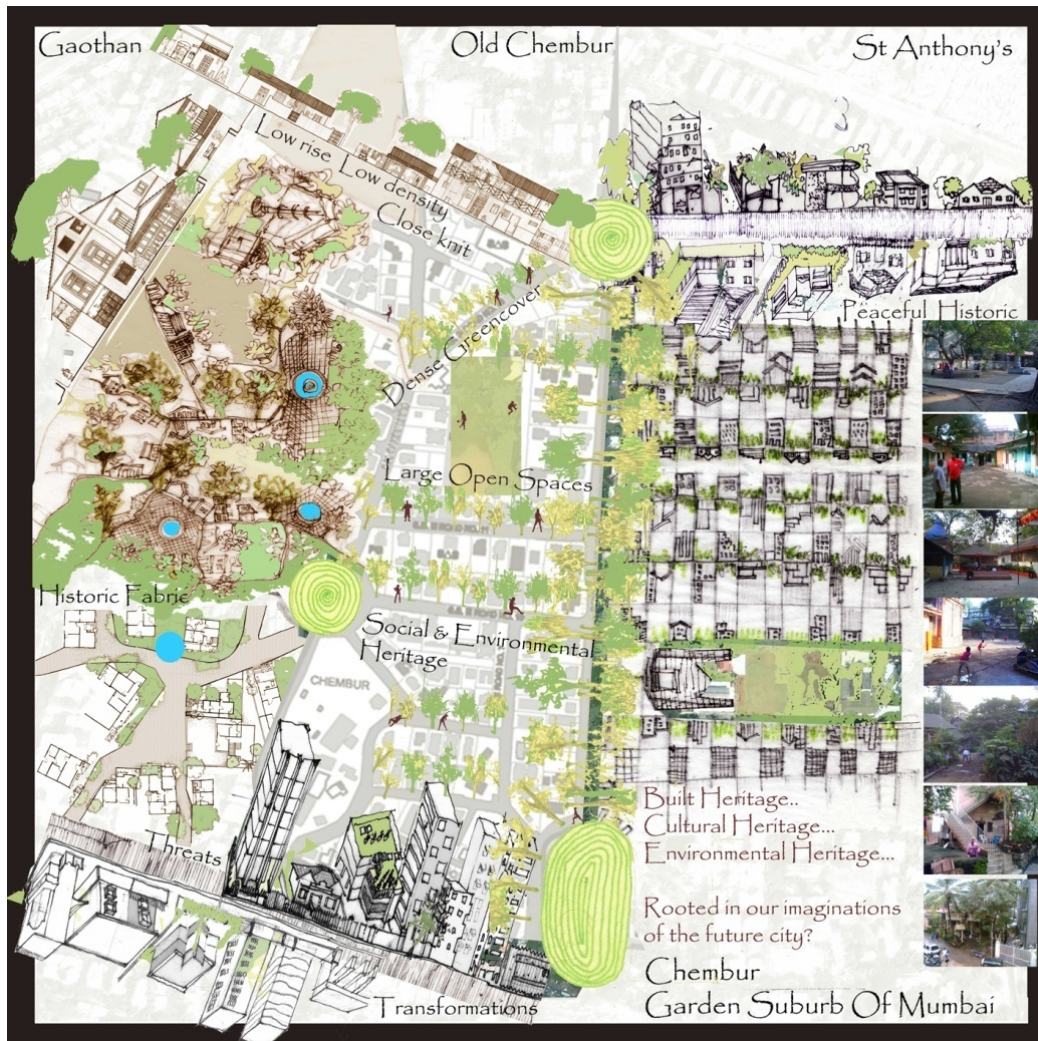 Gaothan
Old Chembur
St Anthony's
Low rise Low density
Close knit
Dense Greencover
Peaceful Historic
Large Open Spaces
Historic Fabric
Social & Environmental
Heritage
CHEMBUR
Threats
Built Heritage..
Cultural Heritage...
Environmental Heritage...
Rooted in our imaginations
of the future city?
Chembur
Garden Suburb Of Mumbai
Transformations